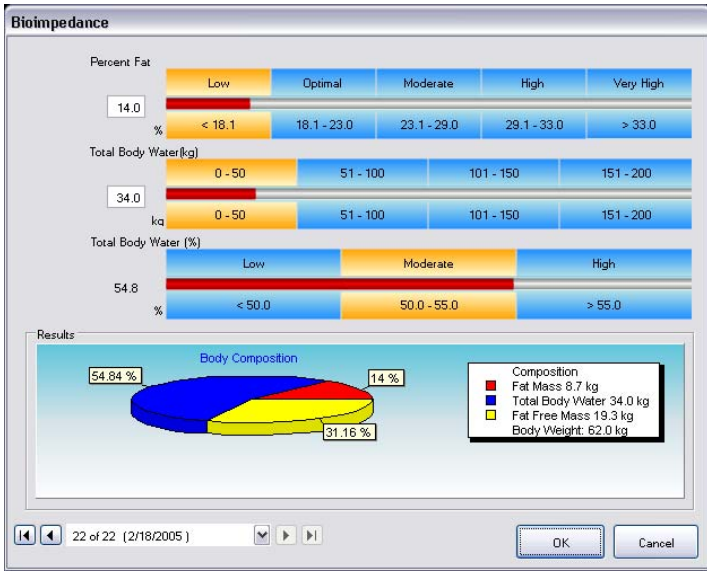 Bioimpedance
Percent Fat
Low Optimal Moderate High Very High
14.0
% < 18.1 18.1 - 23.0 23.1 - 29.0 29.1 - 33.0 > 33.0
Total Body Water(kg)
0 - 50 51 - 100 101 - 150 151 - 200
34.0
kg 0 - 50 51 - 100 101 - 150 151 - 200
Total Body Water (%)
Low Moderate High
54.8
% < 50.0 50.0 - 55.0 > 55.0
Results
Body Composition
54.84 %
14 %
31.16 %
Composition
Fat Mass 8.7 kg
Total Body Water 34.0 kg
Fat Free Mass 19.3 kg
Body Weight: 62.0 kg
22 of 22 (2/18/2005 )
OK Cancel